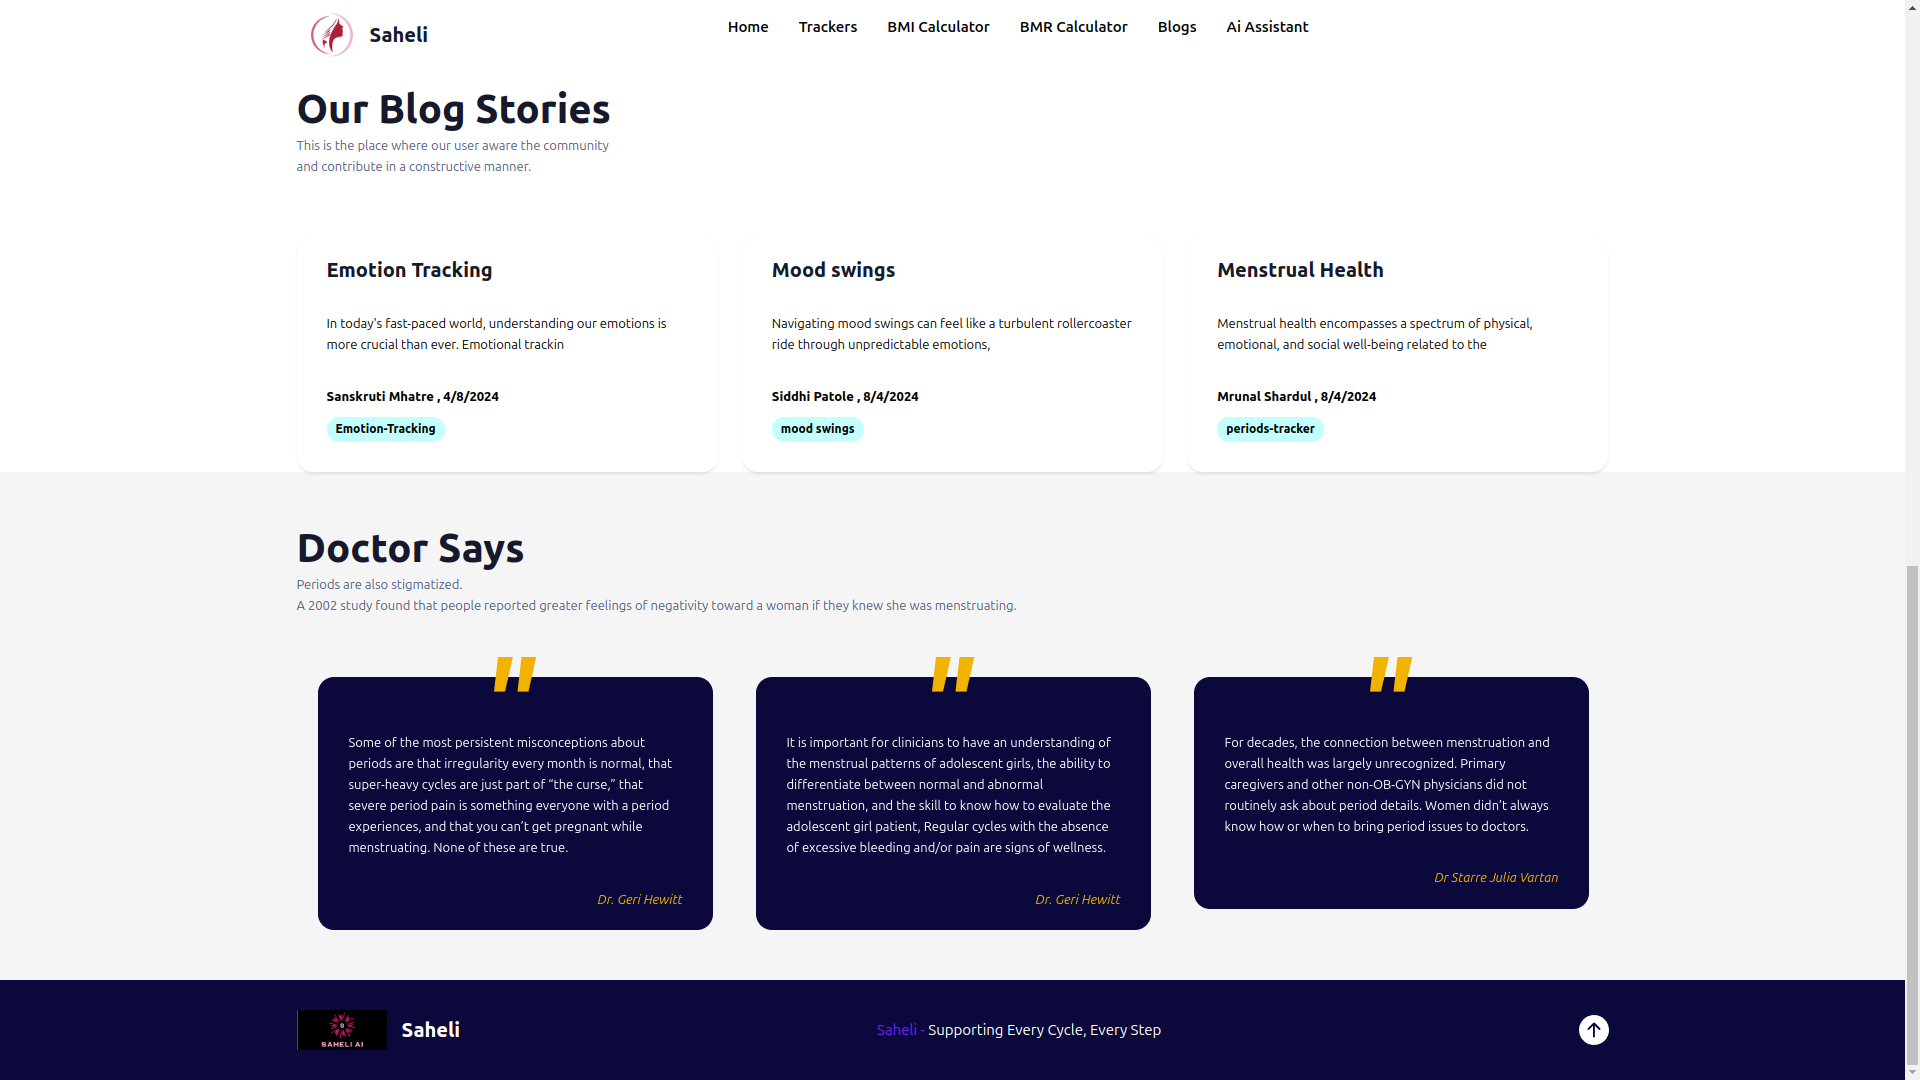 Saheli
Home
Trackers
BMI Calculator
BMR Calculator
Blogs
Ai Assistant
Our Blog Stories
This is the place where our user aware the community
and contribute in a constructive manner.
Emotion Tracking
In today's fast-paced world, understanding our emotions is
more crucial than ever. Emotional trackin
Sanskruti Mhatre , 4/8/2024
Emotion-Tracking
Mood swings
Navigating mood swings can feel like a turbulent rollercoaster
ride through unpredictable emotions,
Siddhi Patole , 8/4/2024
mood swings
Menstrual Health
Menstrual health encompasses a spectrum of physical,
emotional, and social well-being related to the
Mrunal Shardul , 8/4/2024
periods-tracker
Doctor Says
Periods are also stigmatized.
A 2002 study found that people reported greater feelings of negativity toward a woman if they knew she was menstruating.
"
Some of the most persistent misconceptions about
periods are that irregularity every month is normal, that
super-heavy cycles are just part of “the curse,” that
severe period pain is something everyone with a period
experiences, and that you can’t get pregnant while
menstruating. None of these are true.
Dr. Geri Hewitt
"
It is important for clinicians to have an understanding of
the menstrual patterns of adolescent girls, the ability to
differentiate between normal and abnormal
menstruation, and the skill to know how to evaluate the
adolescent girl patient, Regular cycles with the absence
of excessive bleeding and/or pain are signs of wellness.
Dr. Geri Hewitt
"
For decades, the connection between menstruation and
overall health was largely unrecognized. Primary
caregivers and other non-OB-GYN physicians did not
routinely ask about period details. Women didn’t always
know how or when to bring period issues to doctors.
Dr Starre Julia Vartan
S
SAHELI AI
Saheli
Saheli - Supporting Every Cycle, Every Step